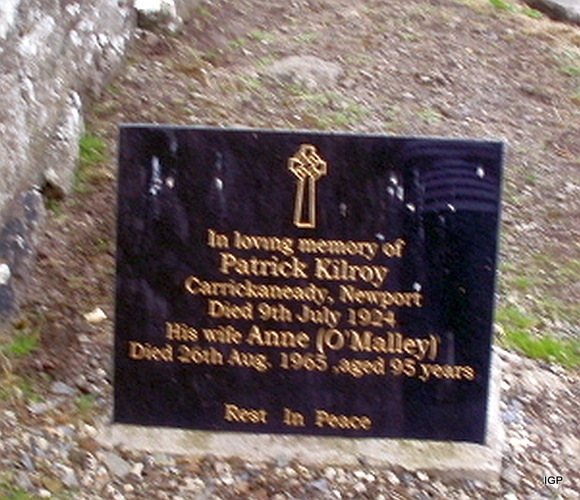 In loving memory of
Patrick Kilroy
Carrickaneady, Newport
Died 9th July 1924
His wife Anne (O'Malley)
Died 26th Aug. 1965 ,aged 95 years
Rest In Peace
IGP